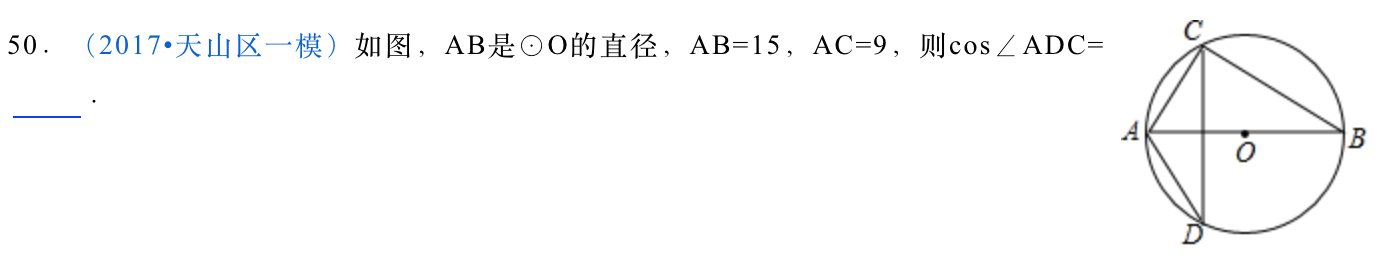 50. （2017•天山区一模）如图，AB是⊙O的直径，AB=15，AC=9，则cos∠ADC=
____ .
C
A
B
O
D